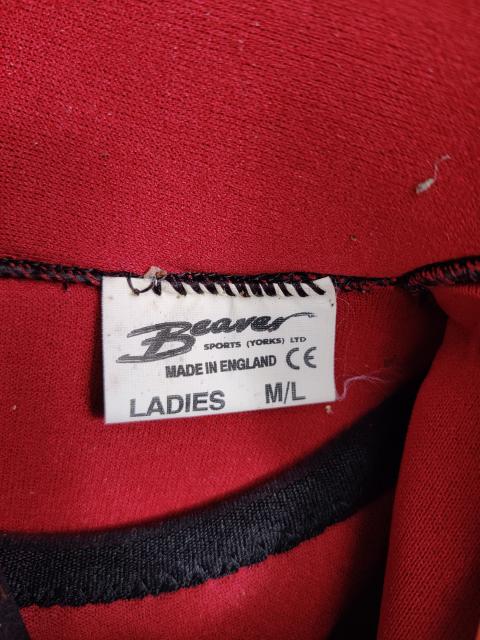 Beaver
SPORTS (YORKS) LTD
MADE IN ENGLAND CE
LADIES M/L